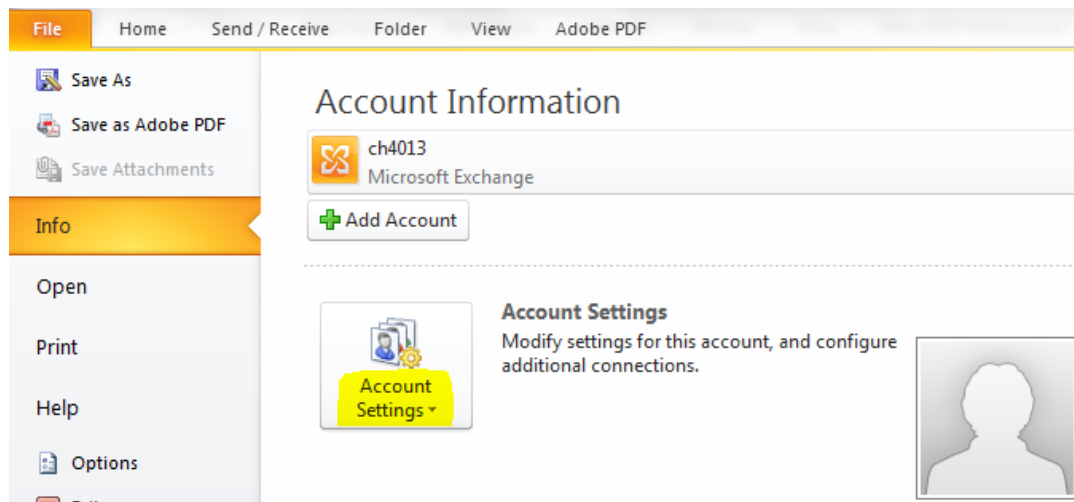 File Home Send / Receive Folder View Adobe PDF
Save As
Save as Adobe PDF
Save Attachments
Info
Open
Print
Help
Options
Account Information
ch4013
Microsoft Exchange
Add Account
Account
Settings
Account Settings
Modify settings for this account, and configure
additional connections.